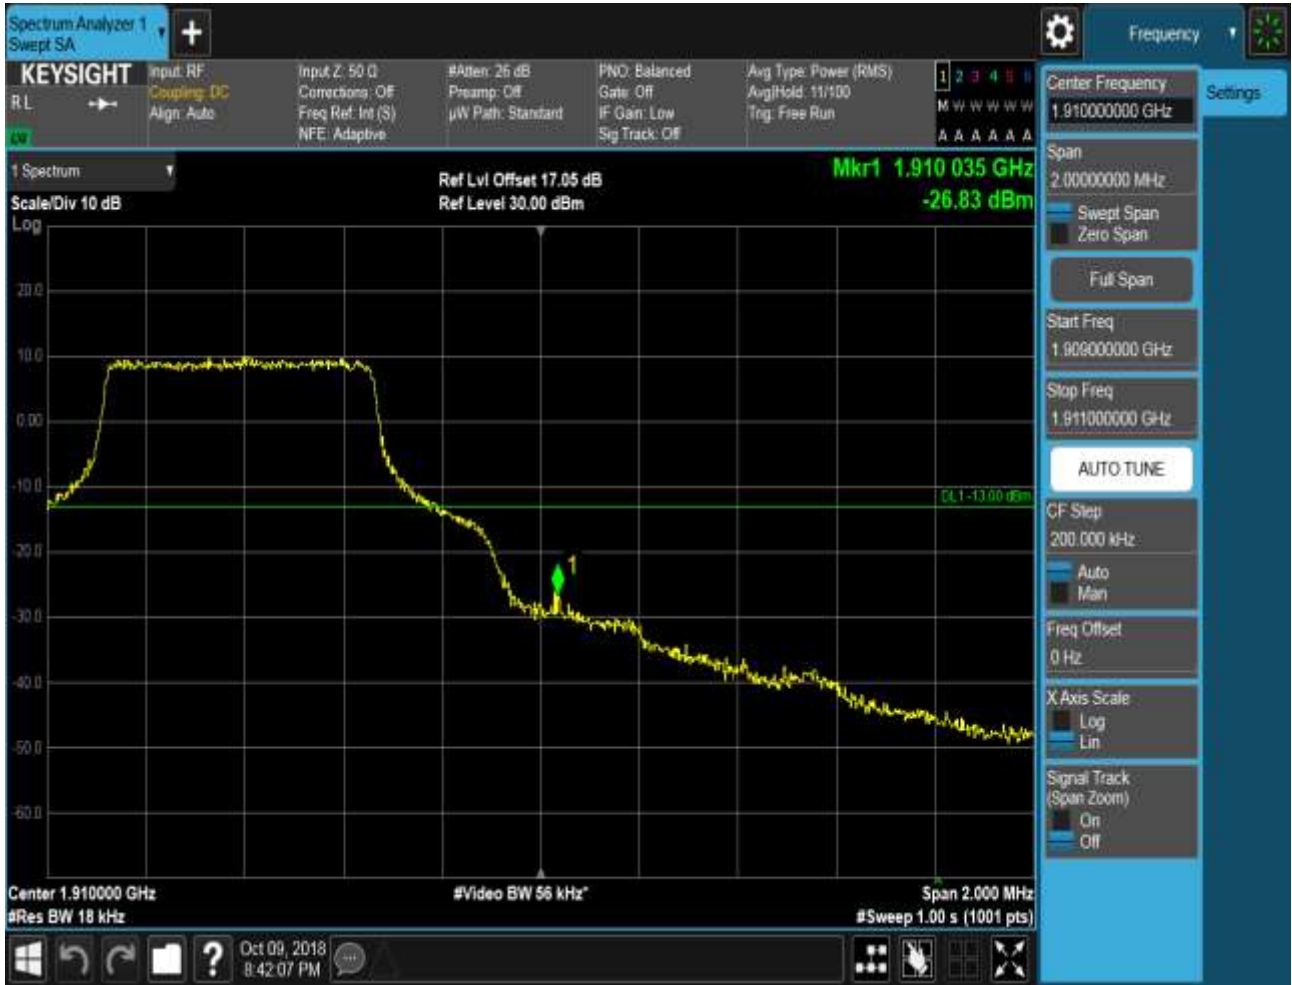 Spectrum Analyzer 1
Swept SA
+
Frequency
KEYSIGHT
R L
Input: RF
Coupling: DC
Align: Auto
Input Z: 50 Ω
Corrections: Off
Freq Ref: Int (S)
NFE: Adaptive
#Atten: 26 dB
Preamp: Off
µW Path: Standard
PNO: Balanced
Gate: Off
IF Gain: Low
Sig Track: Off
Avg Type: Power (RMS)
Avg|Hold: 11/100
Trig: Free Run
1 2 3 4 5 6
M W W W W W
A A A A A A
Center Frequency
1.910000000 GHz
Settings
Span
2.00000000 MHz
Swept Span
Zero Span
Full Span
Start Freq
1.909000000 GHz
Stop Freq
1.911000000 GHz
AUTO TUNE
CF Step
200.000 kHz
Auto
Man
Freq Offset
0 Hz
X Axis Scale
Log
Lin
Signal Track
(Span Zoom)
On
Off
1 Spectrum
Scale/Div 10 dB
Log
Ref Lvl Offset 17.05 dB
Ref Level 30.00 dBm
Mkr1 1.910 035 GHz
-26.83 dBm
20.0
10.0
0.00
-10.0
-20.0
-30.0
-40.0
-50.0
-60.0
DL1 -13.00 dBm
1
Center 1.910000 GHz
#Res BW 18 kHz
#Video BW 56 kHz*
Span 2.000 MHz
#Sweep 1.00 s (1001 pts)
?
Oct 09, 2018
8:42:07 PM